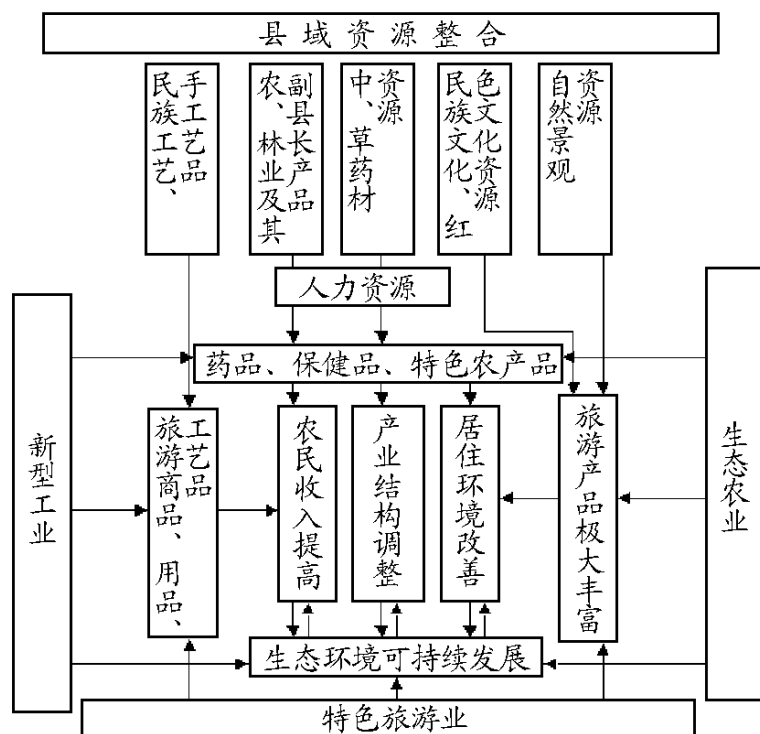 县域资源整合
民族工艺、
手工艺品
农、林业及其
副县长产品
中、草药材
资源
民族文化、红
色文化资源
自然景观
资源
人力资源
药品、保健品、特色农产品
新型工业
旅游商品、用品、
工艺品
农民收入提高
产业结构调整
居住环境改善
旅游产品极大丰富
生态农业
生态环境可持续发展
特色旅游业